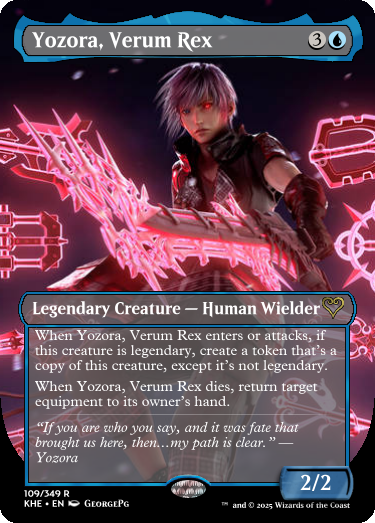 Yozora, Verum Rex
3
Legendary Creature — Human Wielder
When Yozora, Verum Rex enters or attacks, if
this creature is legendary, create a token that's a
copy of this creature, except it's not legendary.
When Yozora, Verum Rex dies, return target
equipment to its owner's hand.
“If you are who you say, and it was fate that
brought us here, then...my path is clear.” —
Yozora
2/2
109/349 R
KHE • EN GeorgePg
™ and © 2025 Wizards of the Coast